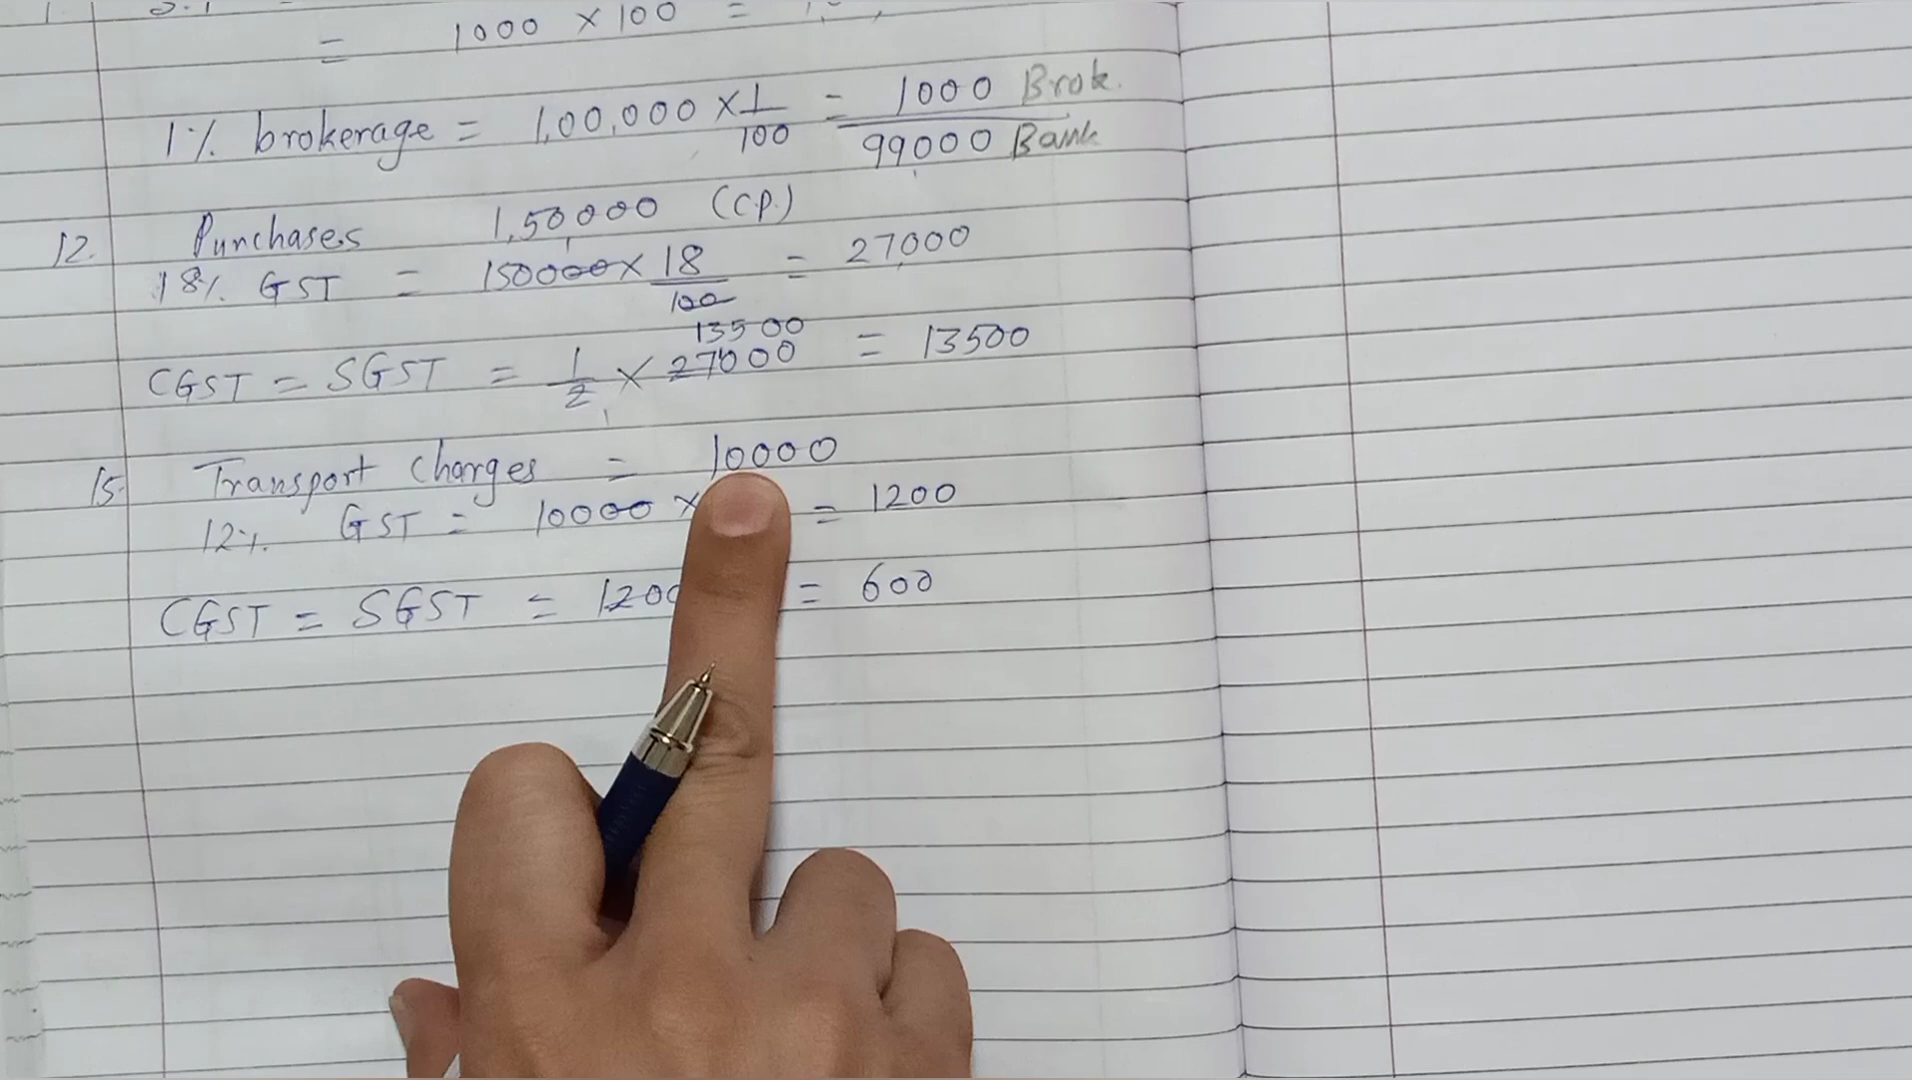 1000 × 100 =
1% brokerage = 1,00,000 × 1/100 = 1000 Brok.
99000 Bank
12. Purchases 1,50,000 (C.P.)
18% GST = 150000 × 18/100 = 27,000
13500
CGST = SGST = 1/2 × 27000 = 13500
15. Transport charges = 10000
12% GST = 10000 × = 1200
CGST = SGST = 1200 = 600